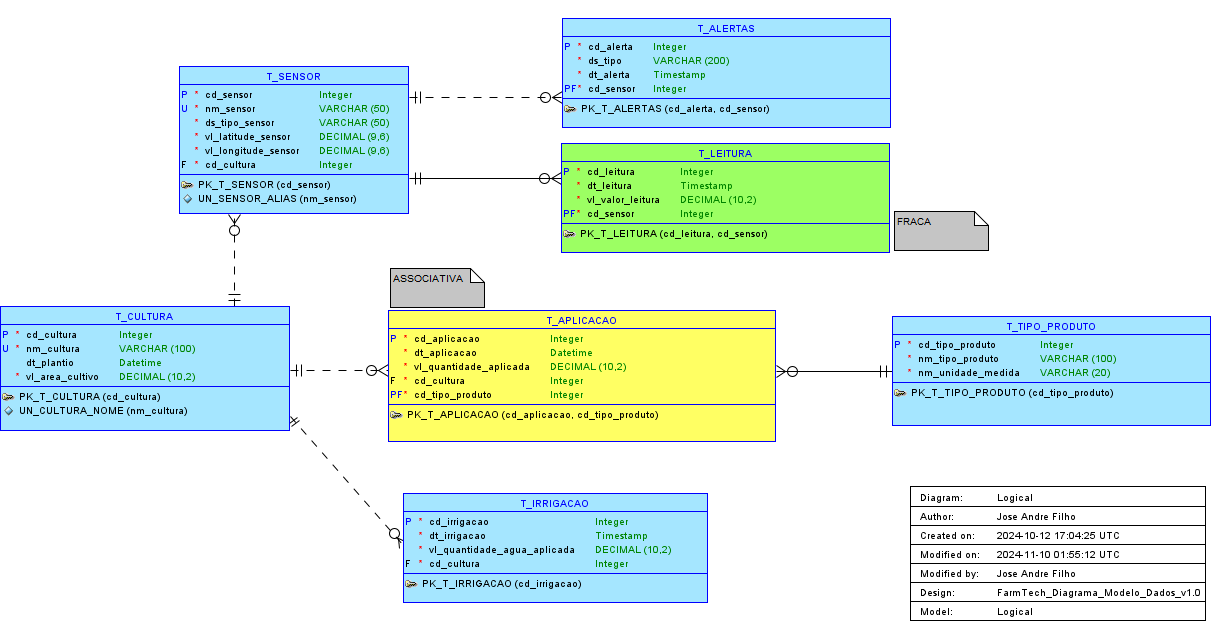 T_ALERTAS
P * cd_alerta Integer
* ds_tipo VARCHAR (200)
* dt_alerta Timestamp
PF* cd_sensor Integer
PK_T_ALERTAS (cd_alerta, cd_sensor)
T_SENSOR
P * cd_sensor Integer
U * nm_sensor VARCHAR (50)
* ds_tipo_sensor VARCHAR (50)
* vl_latitude_sensor DECIMAL (9,6)
* vl_longitude_sensor DECIMAL (9,6)
F * cd_cultura Integer
PK_T_SENSOR (cd_sensor)
UN_SENSOR_ALIAS (nm_sensor)
T_LEITURA
P * cd_leitura Integer
* dt_leitura Timestamp
* vl_valor_leitura DECIMAL (10,2)
PF* cd_sensor Integer
PK_T_LEITURA (cd_leitura, cd_sensor)
FRACA
ASSOCIATIVA
T_CULTURA
P * cd_cultura Integer
U * nm_cultura VARCHAR (100)
dt_plantio Datetime
* vl_area_cultivo DECIMAL (10,2)
PK_T_CULTURA (cd_cultura)
UN_CULTURA_NOME (nm_cultura)
T_APLICACAO
P * cd_aplicacao Integer
* dt_aplicacao Datetime
* vl_quantidade_aplicada DECIMAL (10,2)
F * cd_cultura Integer
PF* cd_tipo_produto Integer
PK_T_APLICACAO (cd_aplicacao, cd_tipo_produto)
T_TIPO_PRODUTO
P * cd_tipo_produto Integer
* nm_tipo_produto VARCHAR (100)
* nm_unidade_medida VARCHAR (20)
PK_T_TIPO_PRODUTO (cd_tipo_produto)
T_IRRIGACAO
P * cd_irrigacao Integer
* dt_irrigacao Timestamp
* vl_quantidade_agua_aplicada DECIMAL (10,2)
F * cd_cultura Integer
PK_T_IRRIGACAO (cd_irrigacao)
Diagram: Logical
Author: Jose Andre Filho
Created on: 2024-10-12 17:04:25 UTC
Modified on: 2024-11-10 01:55:12 UTC
Modified by: Jose Andre Filho
Design: FarmTech_Diagrama_Modelo_Dados_v1.0
Model: Logical